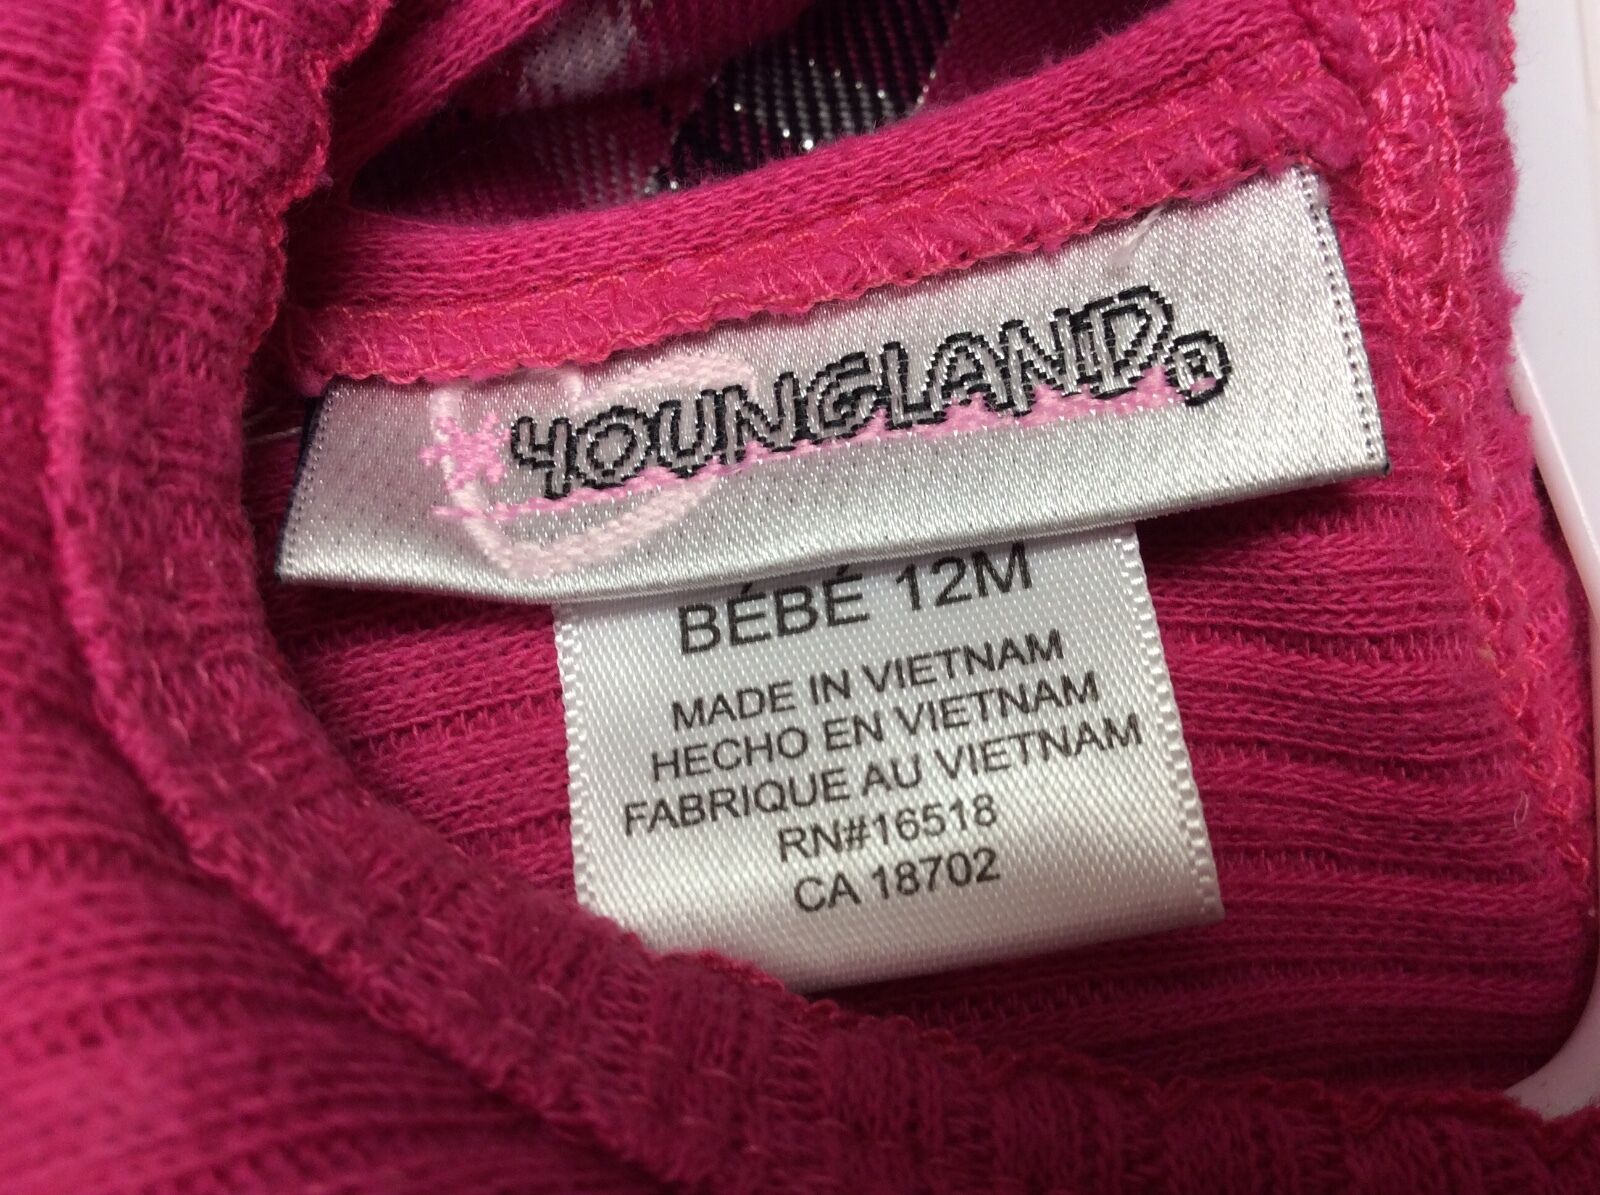 YOUNGLAND®
BÉBÉ 12M
MADE IN VIETNAM
HECHO EN VIETNAM
FABRIQUE AU VIETNAM
RN#16518
CA 18702